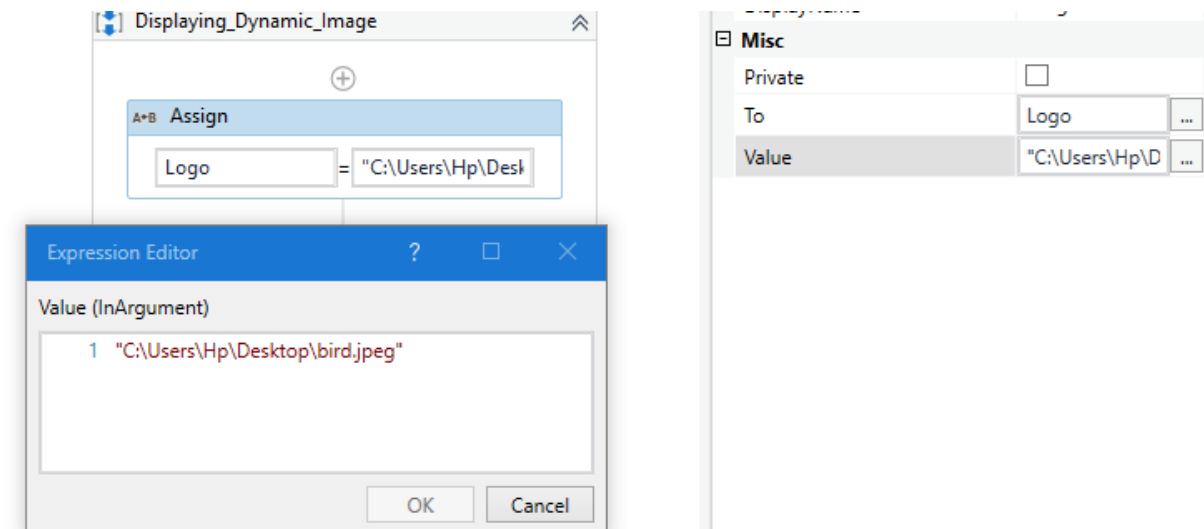 Displaying_Dynamic_Image
A+B Assign
Logo = "C:\Users\Hp\Desk
Expression Editor ?
Value (InArgument)
1 "C:\Users\Hp\Desktop\bird.jpeg"
OK Cancel
Misc
Private
To Logo ...
Value "C:\Users\Hp\D ...